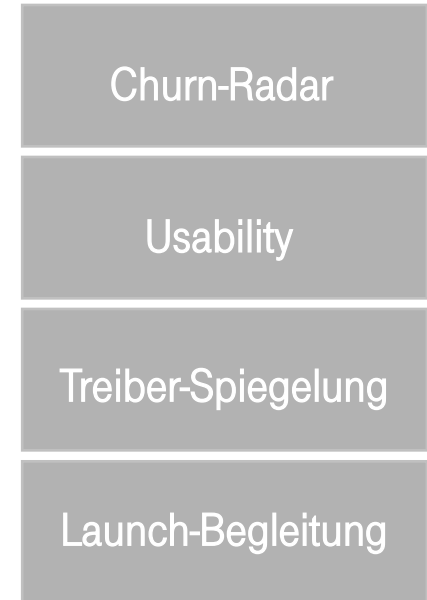 Churn-Radar
Usability
Treiber-Spiegelung
Launch-Begleitung